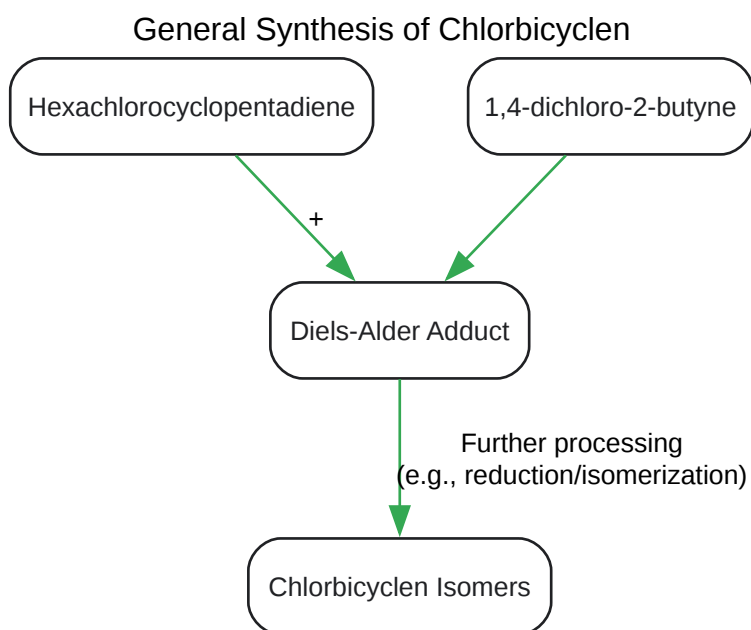 General Synthesis of Chlorbicyclen
Hexachlorocyclopentadiene
1,4-dichloro-2-butyne
+
Diels-Alder Adduct
Further processing
(e.g., reduction/isomerization)
Chlorbicyclen Isomers